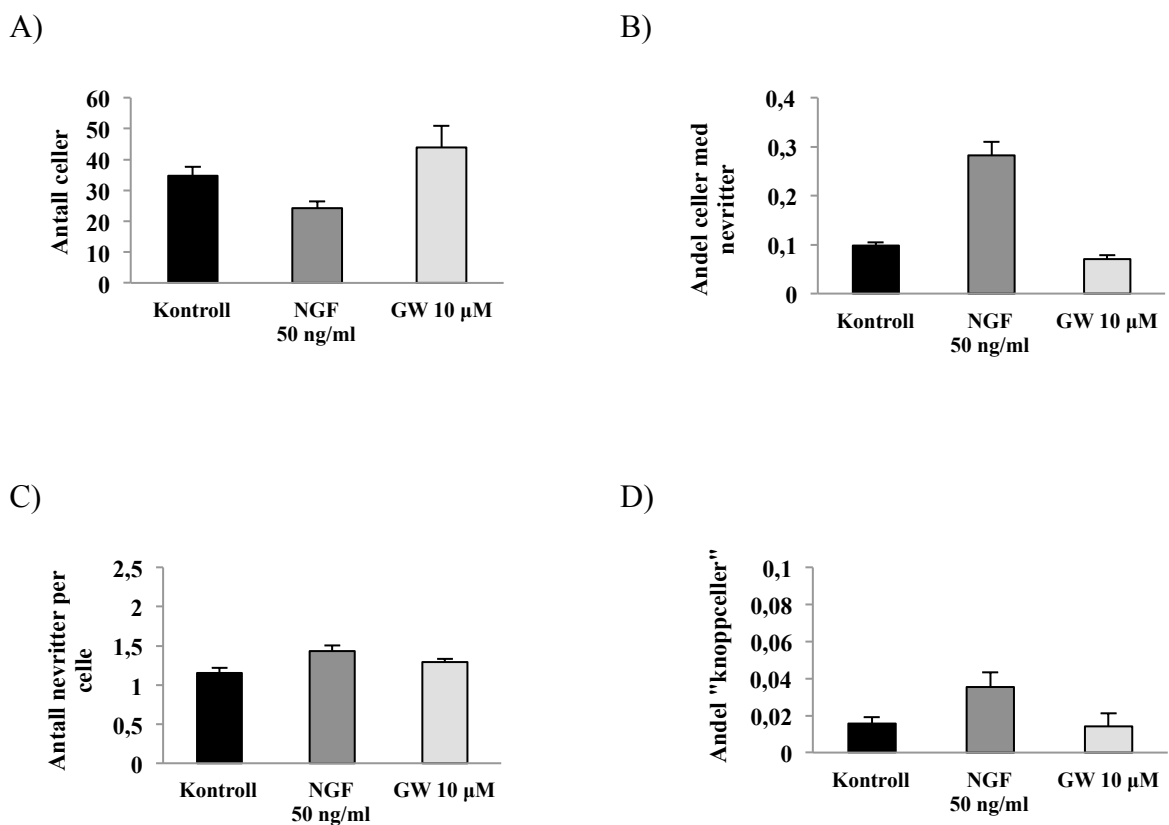 A)
Antall celler
60
50
40
30
20
10
0
Kontroll
NGF
50 ng/ml
GW 10 µM
B)
Andel celler med
nevritter
0,4
0,3
0,2
0,1
0
Kontroll
NGF
50 ng/ml
GW 10 µM
C)
Antall nevritter per
celle
2,5
2
1,5
1
0,5
0
Kontroll
NGF
50 ng/ml
GW 10 µM
D)
Andel "knoppceller"
0,1
0,08
0,06
0,04
0,02
0
Kontroll
NGF
50 ng/ml
GW 10 µM